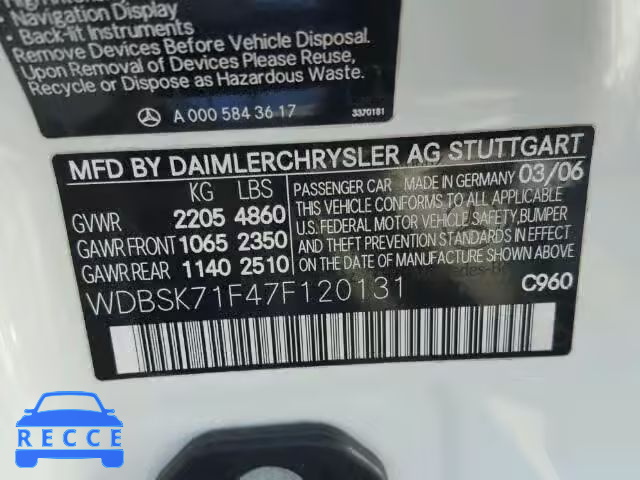 • Navigation Display
• Back-lit Instruments
Remove Devices Before Vehicle Disposal.
Upon Removal of Devices Please Reuse,
Recycle or Dispose as Hazardous Waste.
A 000 584 36 17
3370181
MFD BY DAIMLERCHRYSLER AG STUTTGART
KG LBS
GVWR 2205 4860
GAWR FRONT 1065 2350
GAWR REAR 1140 2510
PASSENGER CAR MADE IN GERMANY 03/06
THIS VEHICLE CONFORMS TO ALL APPLICABLE
U.S. FEDERAL MOTOR VEHICLE SAFETY, BUMPER
AND THEFT PREVENTION STANDARDS IN EFFECT
ON THE DATE OF MANUFACTURE SHOWN ABOVE.
WDBSK71F47F120131
C960
RECCE